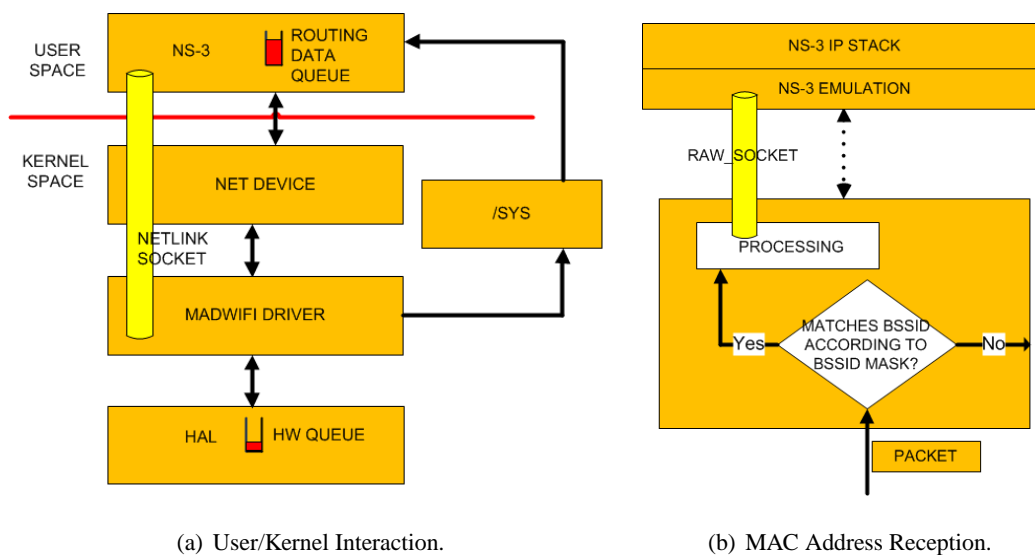 USER
SPACE
NS-3
ROUTING
DATA
QUEUE
KERNEL
SPACE
NET DEVICE
/SYS
NETLINK
SOCKET
MADWIFI DRIVER
HAL
HW QUEUE
(a) User/Kernel Interaction.
NS-3 IP STACK
NS-3 EMULATION
RAW_SOCKET
PROCESSING
MATCHES BSSID
ACCORDING TO
BSSID MASK?
Yes
No
PACKET
(b) MAC Address Reception.